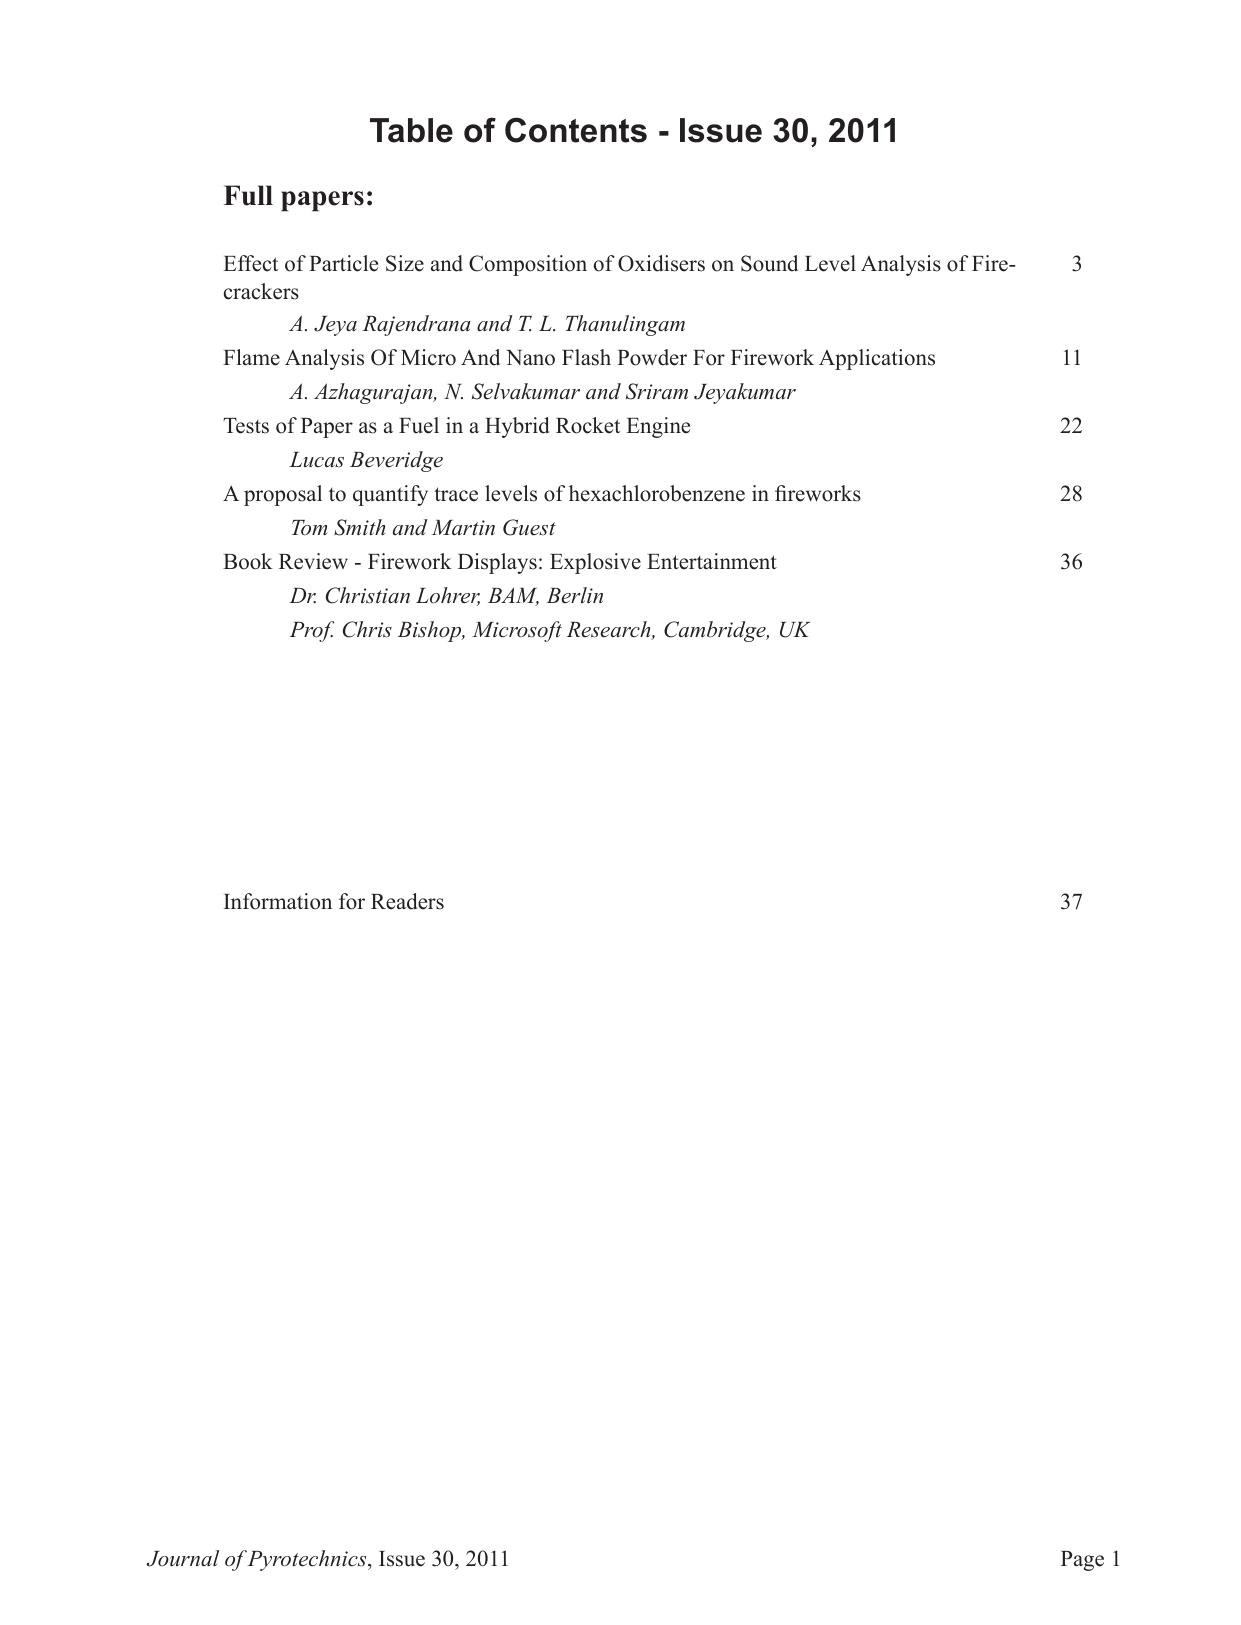 Table of Contents - Issue 30, 2011
Full papers:
Effect of Particle Size and Composition of Oxidisers on Sound Level Analysis of Fire- 3
crackers
A. Jeya Rajendrana and T. L. Thanulingam
Flame Analysis Of Micro And Nano Flash Powder For Firework Applications 11
A. Azhagurajan, N. Selvakumar and Sriram Jeyakumar
Tests of Paper as a Fuel in a Hybrid Rocket Engine 22
Lucas Beveridge
A proposal to quantify trace levels of hexachlorobenzene in fireworks 28
Tom Smith and Martin Guest
Book Review - Firework Displays: Explosive Entertainment 36
Dr. Christian Lohrer, BAM, Berlin
Prof. Chris Bishop, Microsoft Research, Cambridge, UK
Information for Readers 37
Journal of Pyrotechnics, Issue 30, 2011 Page 1